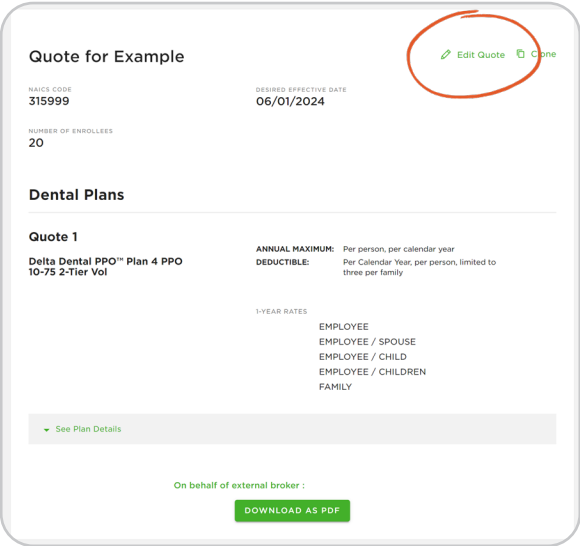 Quote for Example
Edit Quote
Clone
NAICS CODE
DESIRED EFFECTIVE DATE
315999
06/01/2024
NUMBER OF ENROLLEES
20
Dental Plans
Quote 1
Delta Dental PPO™ Plan 4 PPO
10-75 2-Tier Vol
ANNUAL MAXIMUM: Per person, per calendar year
DEDUCTIBLE: Per Calendar Year, per person, limited to
three per family
1-YEAR RATES
EMPLOYEE
EMPLOYEE / SPOUSE
EMPLOYEE / CHILD
EMPLOYEE / CHILDREN
FAMILY
See Plan Details
On behalf of external broker :
DOWNLOAD AS PDF